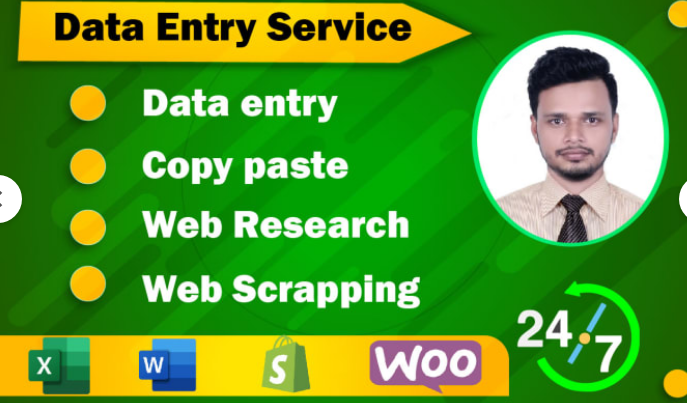 Data Entry Service
Data entry
Copy paste
Web Research
Web Scrapping
24/7
X
W
S
WOO